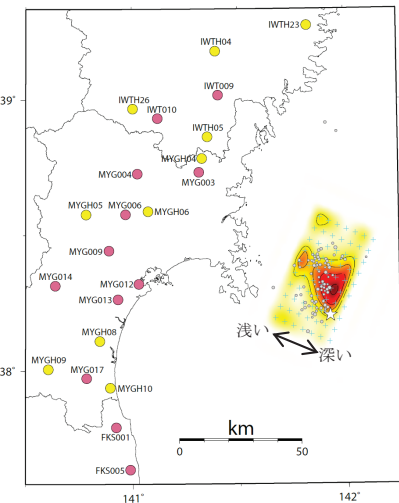 IWTH23
IWTH04
39°
IWT009
IWTH26
IWT010
IWTH05
MYGH04
MYG004
MYG003
MYGH05
MYG006
MYGH06
MYG009
MYG014
MYG012
MYG013
浅い
深い
MYGH08
38°
MYGH09
MYG017
MYGH10
km
0
50
FKS001
FKS005
141°
142°